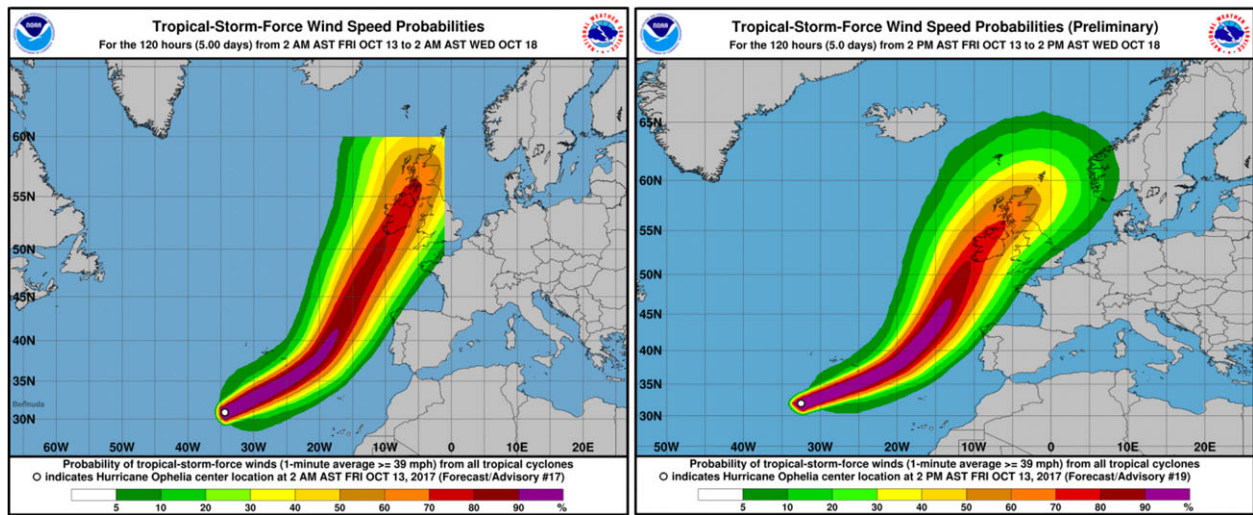 Tropical-Storm-Force Wind Speed Probabilities
For the 120 hours (5.00 days) from 2 AM AST FRI OCT 13 to 2 AM AST WED OCT 18
NOAA
60N
55N
50N
45N
40N
35N
30N
Bermuda
60W 50W 40W 30W 20W 10W 0 10E 20E
Probability of tropical-storm-force winds (1-minute average >= 39 mph) from all tropical cyclones
indicates Hurricane Ophelia center location at 2 AM AST FRI OCT 13, 2017 (Forecast/Advisory #17)
5 10 20 30 40 50 60 70 80 90 %
Tropical-Storm-Force Wind Speed Probabilities (Preliminary)
For the 120 hours (5.0 days) from 2 PM AST FRI OCT 13 to 2 PM AST WED OCT 18
NOAA
65N
60N
55N
50N
45N
40N
35N
30N
50W 40W 30W 20W 10W 0 10E 20E
Probability of tropical-storm-force winds (1-minute average >= 39 mph) from all tropical cyclones
indicates Hurricane Ophelia center location at 2 PM AST FRI OCT 13, 2017 (Forecast/Advisory #19)
5 10 20 30 40 50 60 70 80 90 %